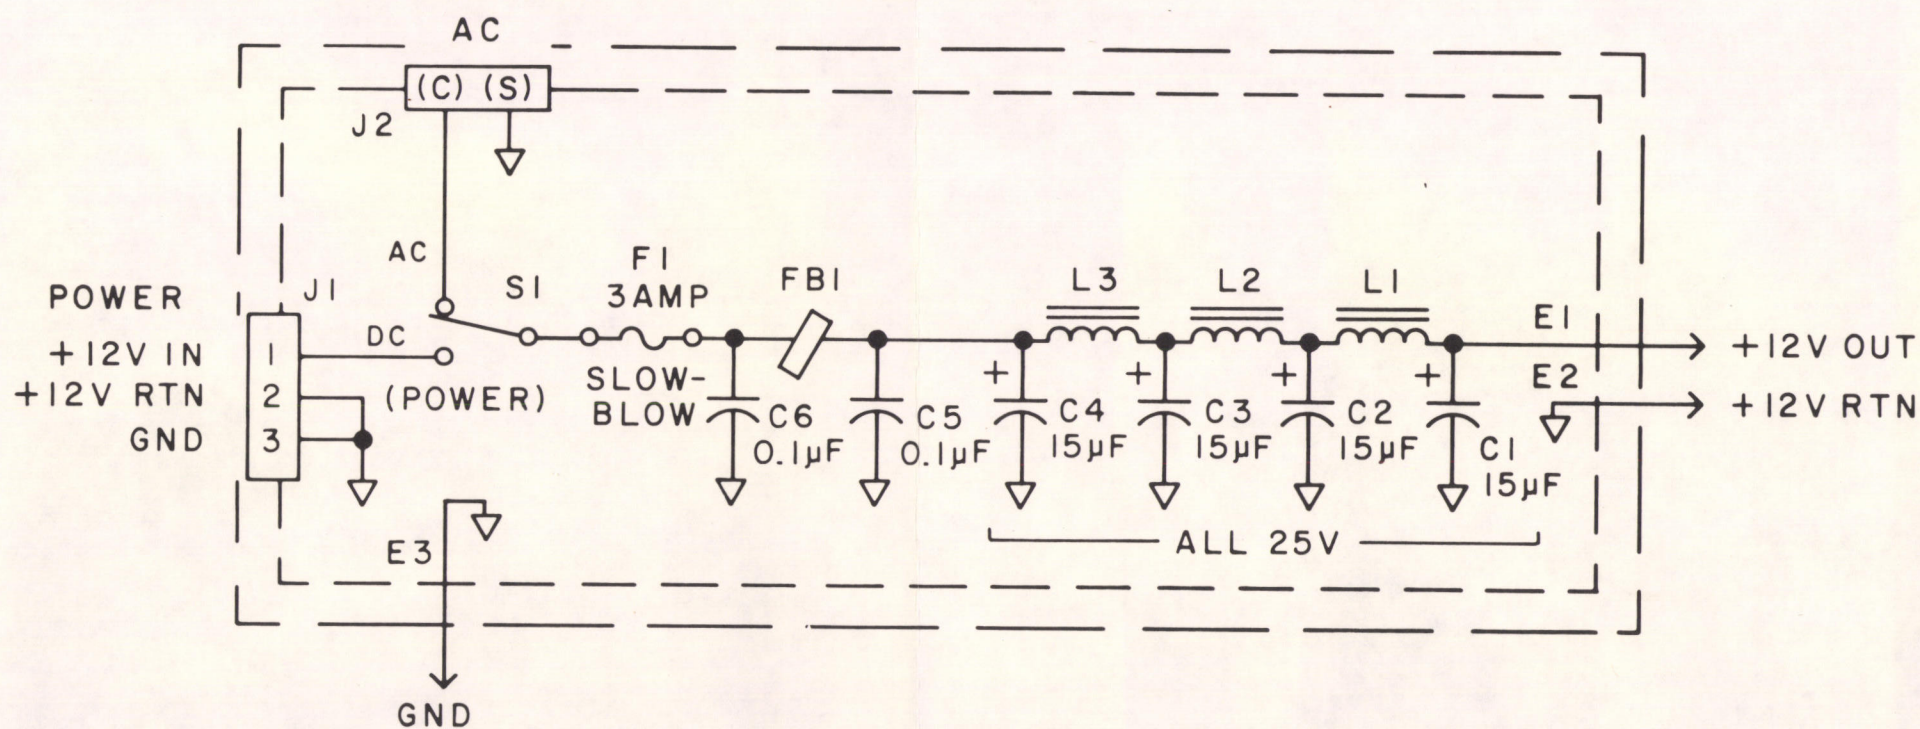 AC
(C) (S)
J2
AC
POWER
J1
S1
F1
3AMP
FB1
L3
L2
L1
E1
+12V IN
1
DC
+12V OUT
+12V RTN
2
(POWER)
SLOW-
BLOW
E2
+12V RTN
GND
3
C6
0.1µF
C5
0.1µF
+
C4
15µF
+
C3
15µF
+
C2
15µF
+
C1
15µF
E3
ALL 25V
GND